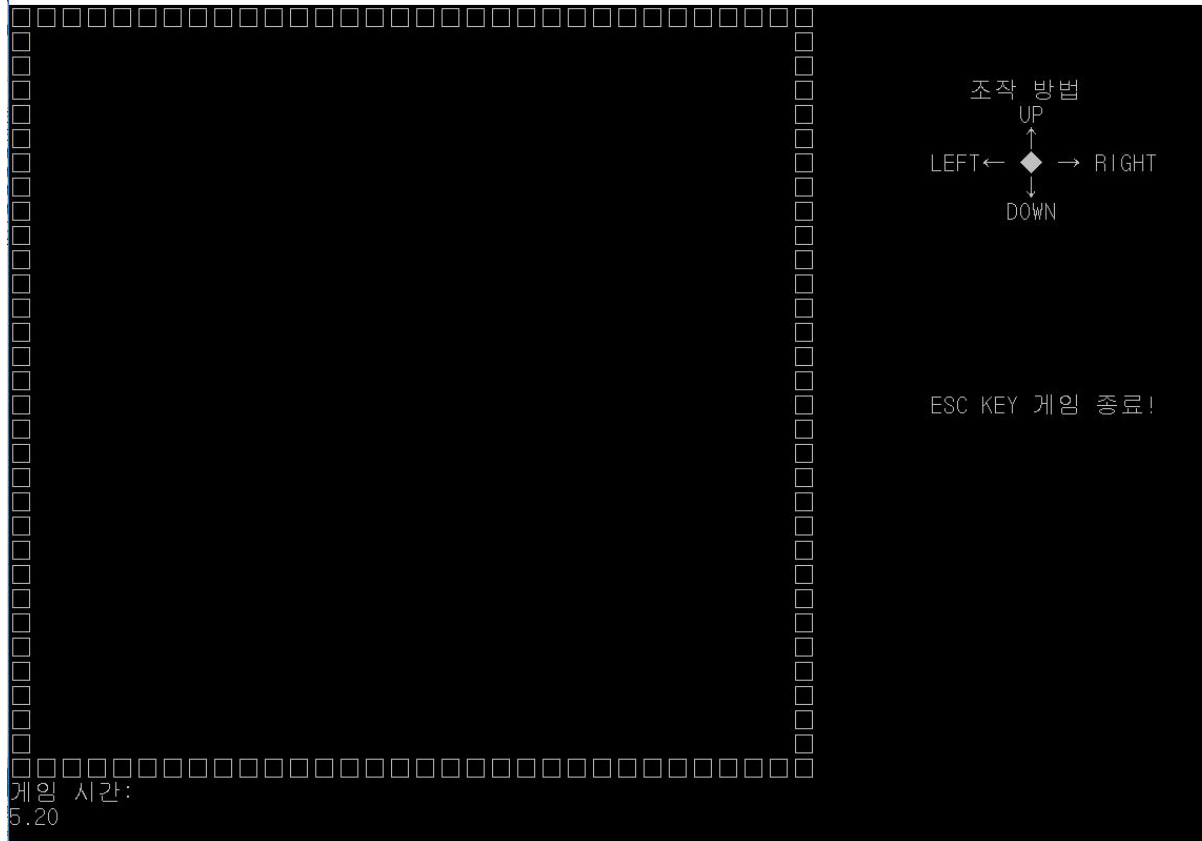 조작 방법
UP
↑
LEFT← ◆ → RIGHT
↓
DOWN
ESC KEY 게임 종료!
게임 시간:
5.20